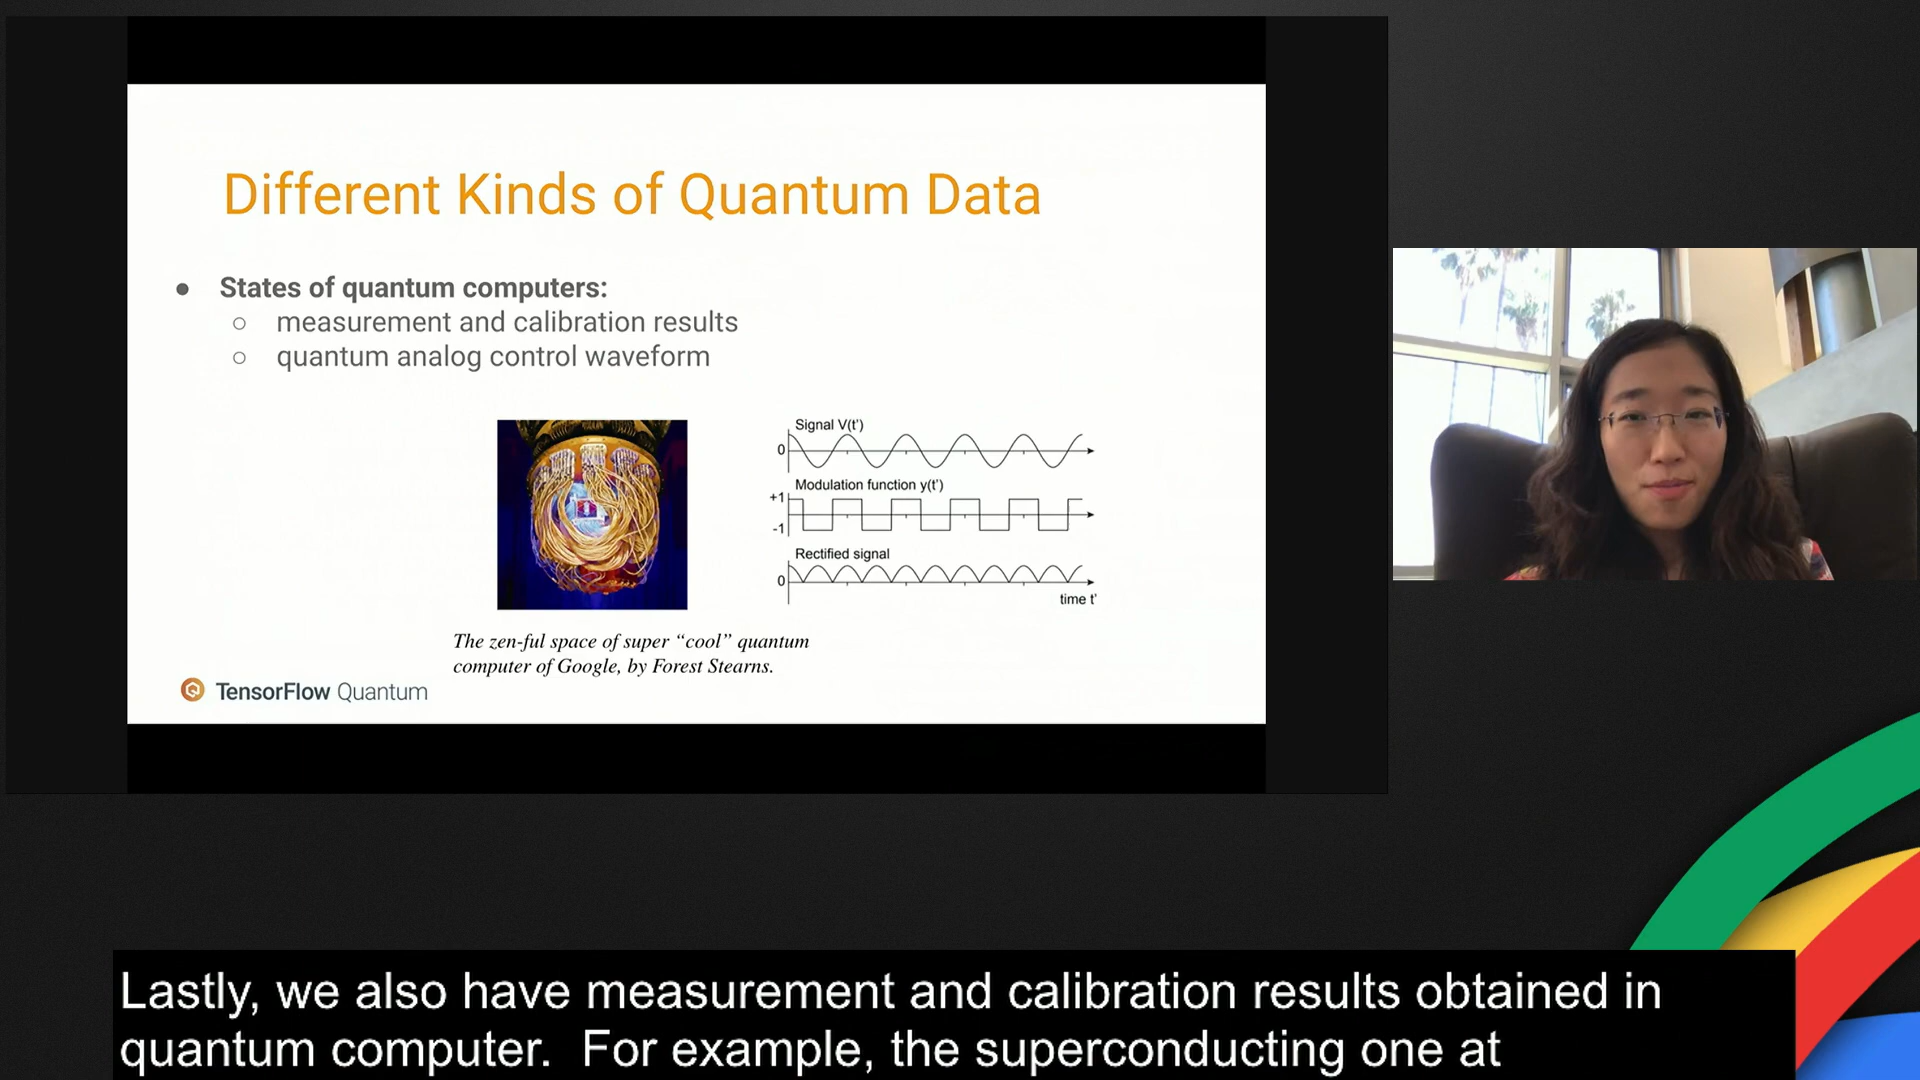 Different Kinds of Quantum Data
● States of quantum computers:
○ measurement and calibration results
○ quantum analog control waveform
Signal V(t')
0
Modulation function y(t')
+1
-1
Rectified signal
0
time t'
The zen-ful space of super “cool” quantum
computer of Google, by Forest Stearns.
TensorFlow Quantum
Lastly, we also have measurement and calibration results obtained in
quantum computer.  For example, the superconducting one at